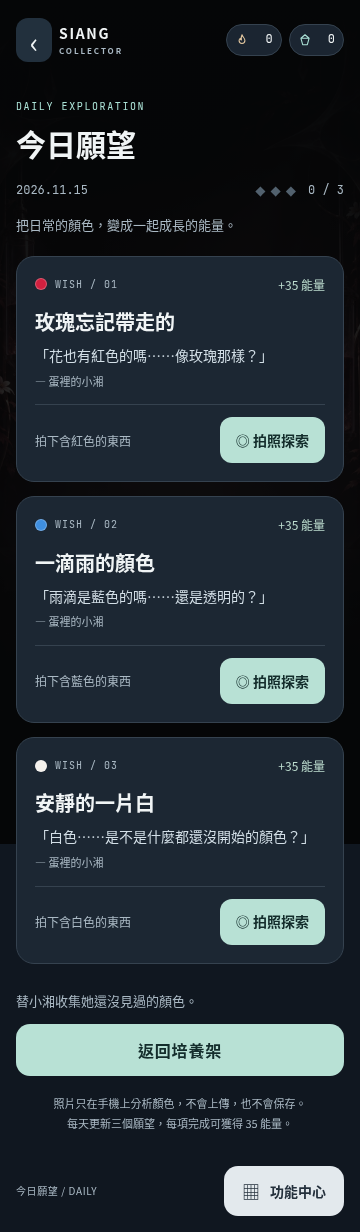 ‹ SIANG
COLLECTOR
0 0
DAILY EXPLORATION
今日願望
2026.11.15 ◆◆◆ 0 / 3
把日常的顏色，變成一起成長的能量。
WISH / 01 +35 能量
玫瑰忘記帶走的
「花也有紅色的嗎……像玫瑰那樣？」
— 蛋裡的小湘
拍下含紅色的東西 ◎ 拍照探索
WISH / 02 +35 能量
一滴雨的顏色
「雨滴是藍色的嗎……還是透明的？」
— 蛋裡的小湘
拍下含藍色的東西 ◎ 拍照探索
WISH / 03 +35 能量
安靜的一片白
「白色……是不是什麼都還沒開始的顏色？」
— 蛋裡的小湘
拍下含白色的東西 ◎ 拍照探索
替小湘收集她還沒見過的顏色。
返回培養架
照片只在手機上分析顏色，不會上傳，也不會保存。
每天更新三個願望，每項完成可獲得 35 能量。
今日願望 / DAILY ▦ 功能中心